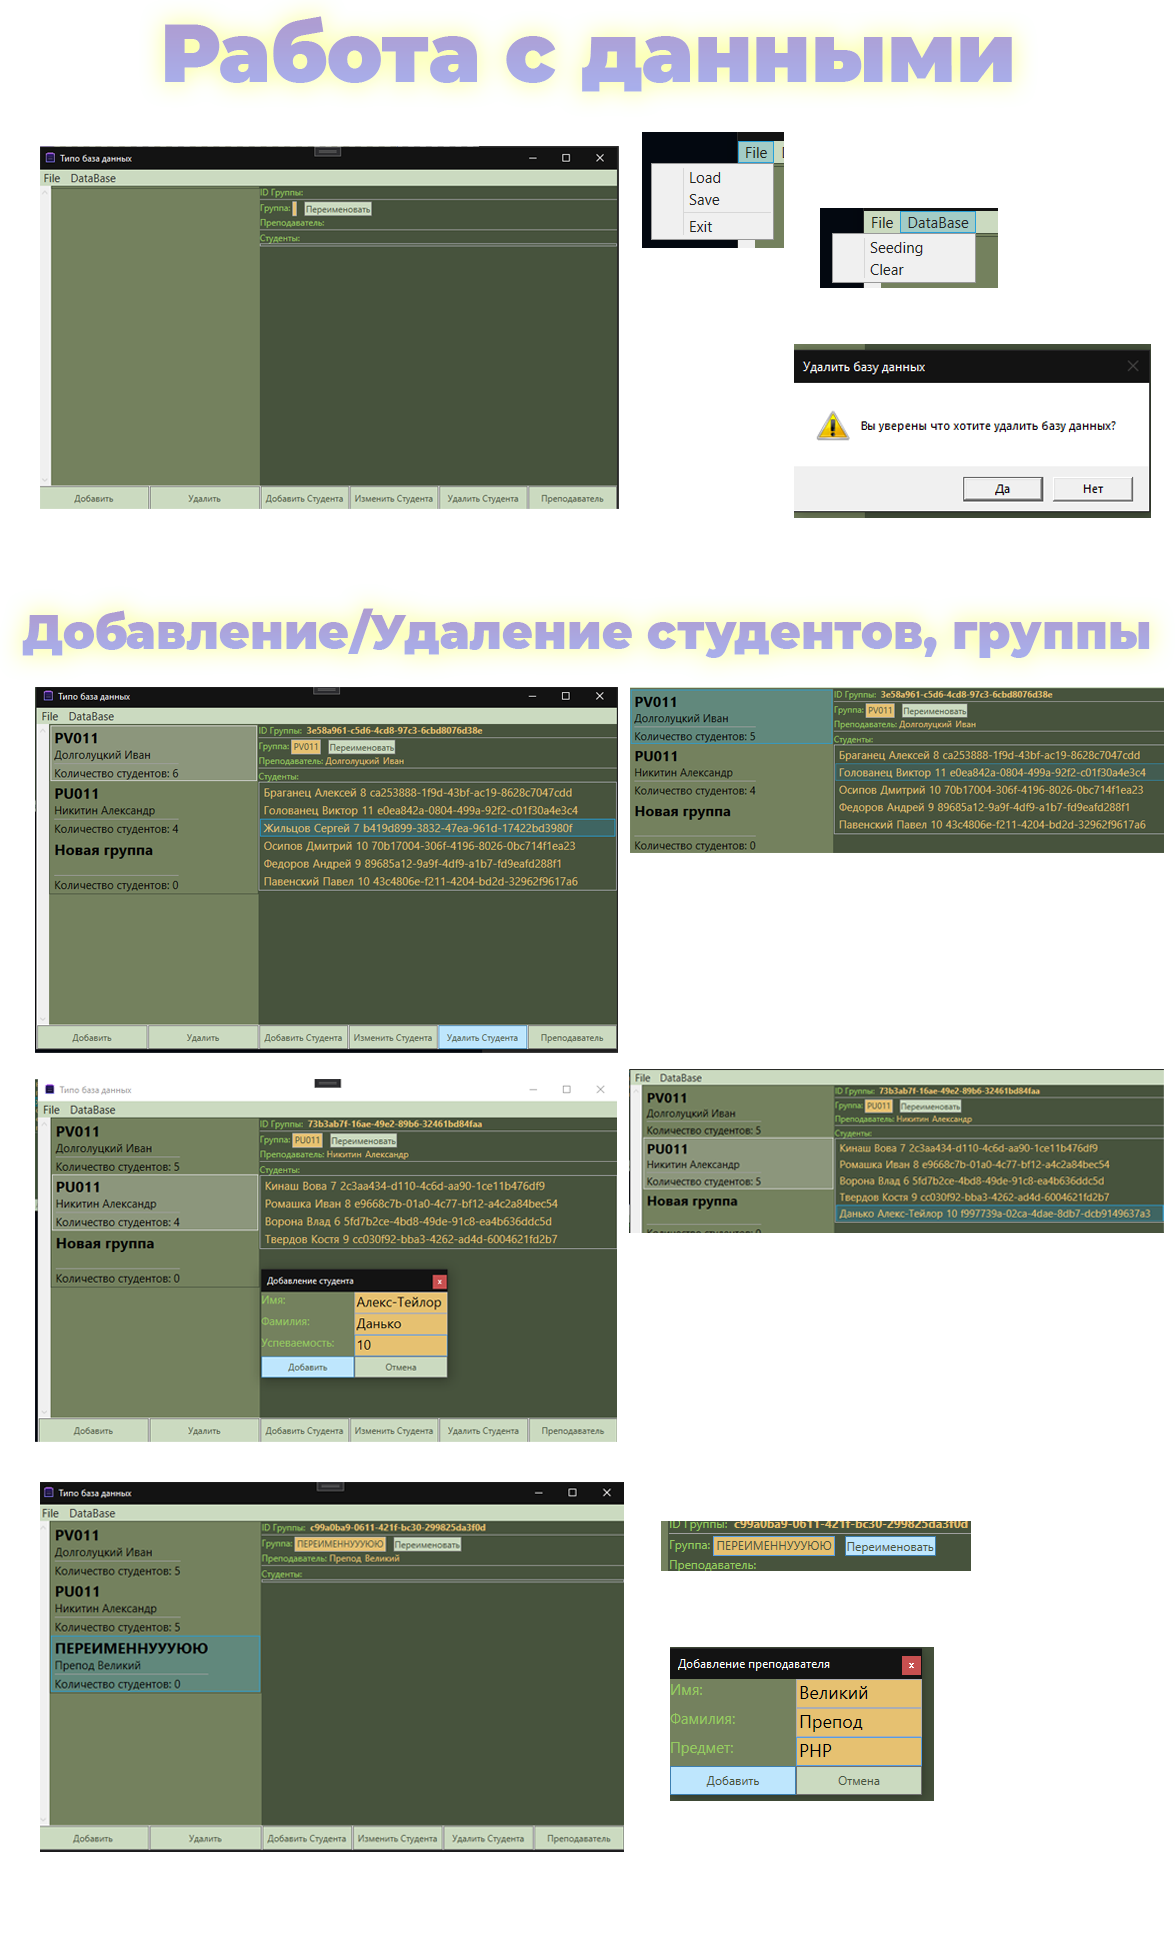 Работа с данными
Типо база данных
File DataBase
ID Группы:
Группа: Переименовать
Преподаватель:
Студенты:
Добавить Удалить Добавить Студента Изменить Студента Удалить Студента Преподаватель
File
Load
Save
Exit
File DataBase
Seeding
Clear
Удалить базу данных
Вы уверены что хотите удалить базу данных?
Да Нет
Добавление/Удаление студентов, группы
Типо база данных
File DataBase
PV011
Долголуцкий Иван
Количество студентов: 6
PU011
Никитин Александр
Количество студентов: 4
Новая группа
Количество студентов: 0
ID Группы: 3e58a961-c5d6-4cd8-97c3-6cbd8076d38e
Группа: PV011 Переименовать
Преподаватель: Долголуцкий Иван
Студенты:
Браганец Алексей 8 ca253888-1f9d-43bf-ac19-8628c7047cdd
Голованец Виктор 11 e0ea842a-0804-499a-92f2-c01f30a4e3c4
Жильцов Сергей 7 b419d899-3832-47ea-961d-17422bd3980f
Осипов Дмитрий 10 70b17004-306f-4196-8026-0bc714f1ea23
Федоров Андрей 9 89685a12-9a9f-4df9-a1b7-fd9eafd288f1
Павенский Павел 10 43c4806e-f211-4204-bd2d-32962f9617a6
Добавить Удалить Добавить Студента Изменить Студента Удалить Студента Преподаватель
PV011
Долголуцкий Иван
Количество студентов: 5
PU011
Никитин Александр
Количество студентов: 4
Новая группа
Количество студентов: 0
ID Группы: 3e58a961-c5d6-4cd8-97c3-6cbd8076d38e
Группа: PV011 Переименовать
Преподаватель: Долголуцкий Иван
Студенты:
Браганец Алексей 8 ca253888-1f9d-43bf-ac19-8628c7047cdd
Голованец Виктор 11 e0ea842a-0804-499a-92f2-c01f30a4e3c4
Осипов Дмитрий 10 70b17004-306f-4196-8026-0bc714f1ea23
Федоров Андрей 9 89685a12-9a9f-4df9-a1b7-fd9eafd288f1
Павенский Павел 10 43c4806e-f211-4204-bd2d-32962f9617a6
Типо база данных
File DataBase
PV011
Долголуцкий Иван
Количество студентов: 5
PU011
Никитин Александр
Количество студентов: 4
Новая группа
Количество студентов: 0
ID Группы: 73b3ab7f-16ae-49e2-89b6-32461bd84faa
Группа: PU011 Переименовать
Преподаватель: Никитин Александр
Студенты:
Кинаш Вова 7 2c3aa434-d110-4c6d-aa90-1ce11b476df9
Ромашка Иван 8 e9668c7b-01a0-4c77-bf12-a4c2a84bec54
Ворона Влад 6 5fd7b2ce-4bd8-49de-91c8-ea4b636ddc5d
Твердов Костя 9 cc030f92-bba3-4262-ad4d-6004621fd2b7
Добавление студента x
Имя: Алекс-Тейлор
Фамилия: Данько
Успеваемость: 10
Добавить Отмена
Добавить Удалить Добавить Студента Изменить Студента Удалить Студента Преподаватель
File DataBase
PV011
Долголуцкий Иван
Количество студентов: 5
PU011
Никитин Александр
Количество студентов: 5
Новая группа
Количество студентов: 0
ID Группы: 73b3ab7f-16ae-49e2-89b6-32461bd84faa
Группа: PU011 Переименовать
Преподаватель: Никитин Александр
Студенты:
Кинаш Вова 7 2c3aa434-d110-4c6d-aa90-1ce11b476df9
Ромашка Иван 8 e9668c7b-01a0-4c77-bf12-a4c2a84bec54
Ворона Влад 6 5fd7b2ce-4bd8-49de-91c8-ea4b636ddc5d
Твердов Костя 9 cc030f92-bba3-4262-ad4d-6004621fd2b7
Данько Алекс-Тейлор 10 f997739a-02ca-4dae-8db7-dcb9149637a3
Типо база данных
File DataBase
PV011
Долголуцкий Иван
Количество студентов: 5
PU011
Никитин Александр
Количество студентов: 5
ПЕРЕИМЕННУУУЮЮ
Препод Великий
Количество студентов: 0
ID Группы: c99a0ba9-0611-421f-bc30-299825da3f0d
Группа: ПЕРЕИМЕННУУУЮЮ Переименовать
Преподаватель: Препод Великий
Студенты:
Добавить Удалить Добавить Студента Изменить Студента Удалить Студента Преподаватель
ID Группы: c99a0ba9-0611-421f-bc30-299825da3f0d
Группа: ПЕРЕИМЕННУУУЮЮ Переименовать
Преподаватель:
Добавление преподавателя x
Имя: Великий
Фамилия: Препод
Предмет: PHP
Добавить Отмена